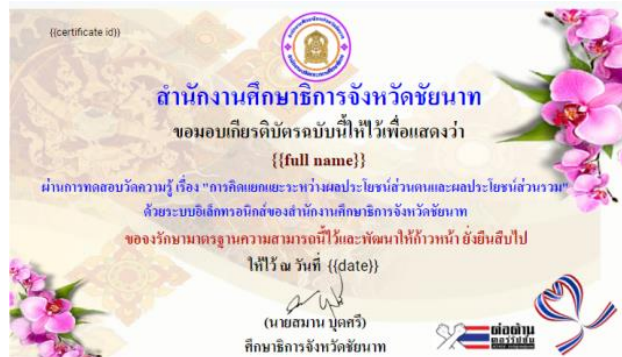 {{certificate id}}
สำนักงานศึกษาธิการจังหวัดชัยนาท
ขอมอบเกียรติบัตรฉบับนี้ให้ไว้เพื่อแสดงว่า
{{full name}}
ผ่านการทดสอบวัดความรู้ เรื่อง "การคิดแยกแยะระหว่างผลประโยชน์ส่วนตนและผลประโยชน์ส่วนรวม"
ด้วยระบบอิเล็กทรอนิกส์ของสำนักงานศึกษาธิการจังหวัดชัยนาท
ขอจงรักษามาตรฐานความสามารถนี้ไว้และพัฒนาให้ก้าวหน้า ยั่งยืนสืบไป
ให้ไว้ ณ วันที่ {{date}}
(นายสมาน บุดศรี)
ศึกษาธิการจังหวัดชัยนาท
ต่อต้าน
คอร์รัปชัน